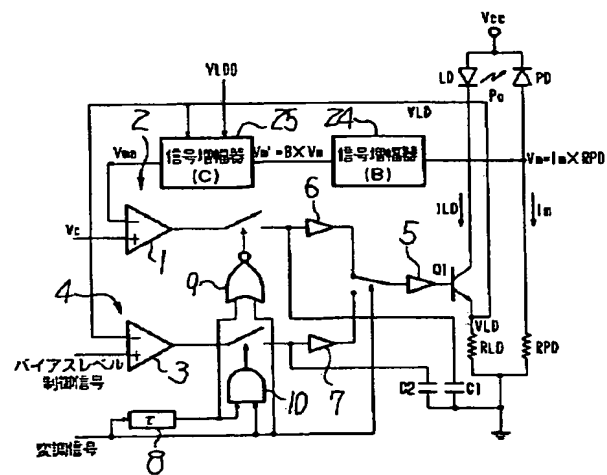 Vcc
LD
PD
Po
VLDO
VLD
2
25
24
Vma
信号増幅器
(C)
Vm'=B×Vm
信号増幅器
(B)
Vm=Im×RPD
ILD
Im
6
Vc
1
5
Q1
9
4
VLD
RLD
RPD
バイアスレベル
制御信号
3
7
10
C2
C1
τ
変調信号
8